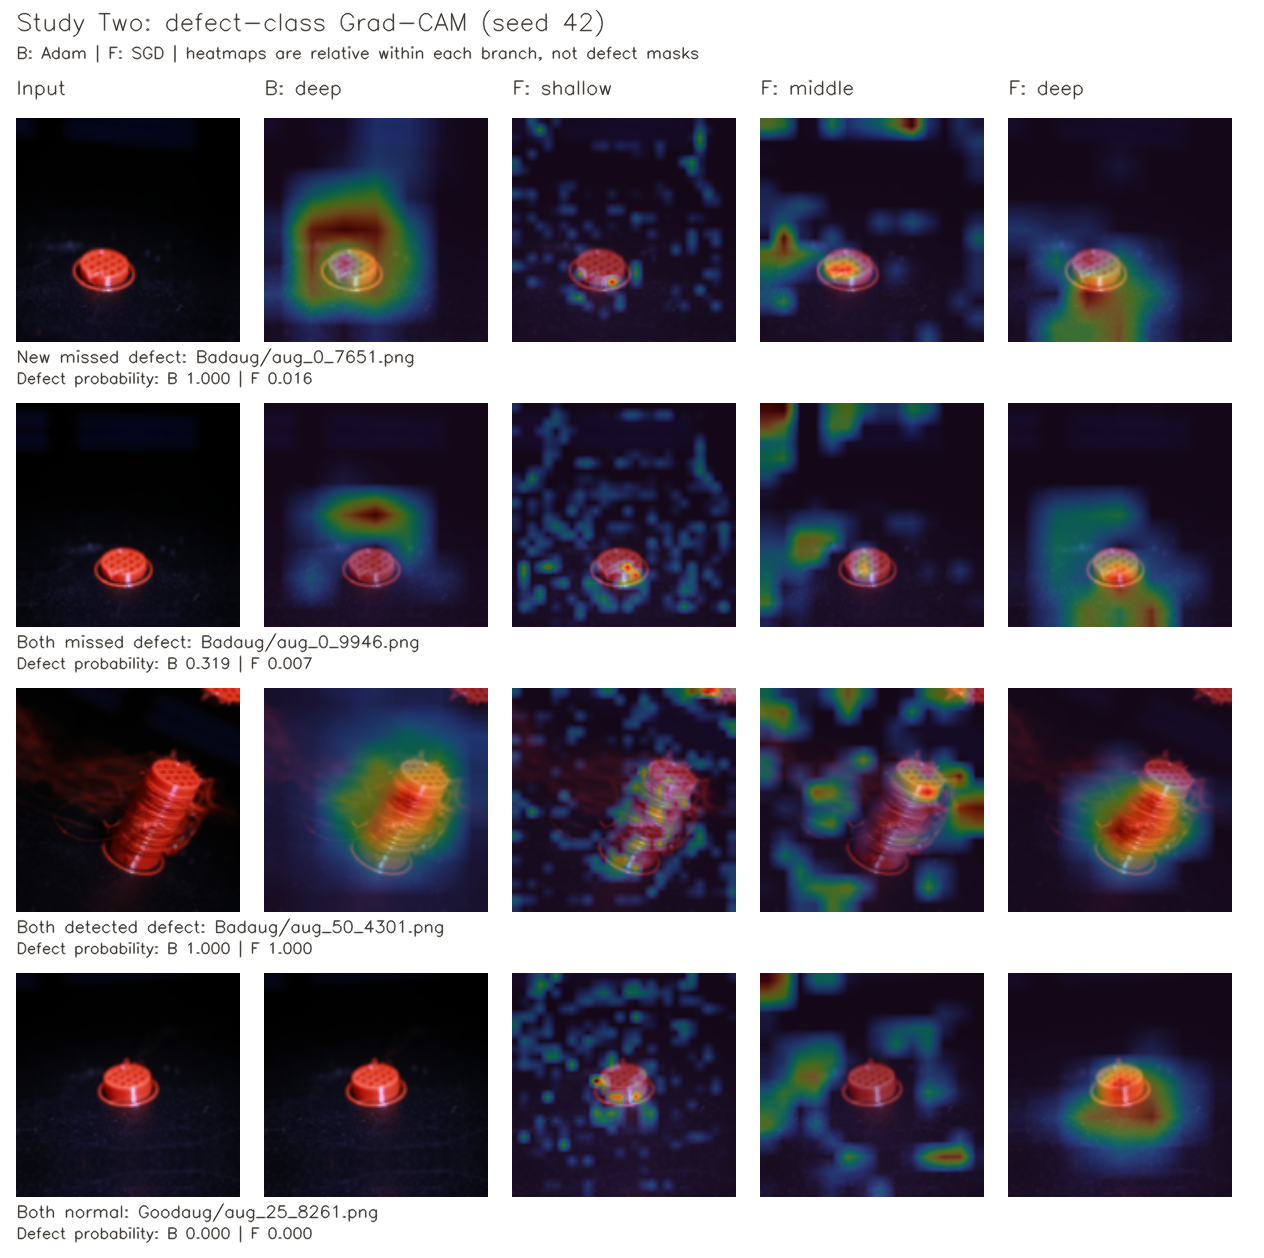 Study Two: defect-class Grad-CAM (seed 42)
B: Adam | F: SGD | heatmaps are relative within each branch, not defect masks
Input
B: deep
F: shallow
F: middle
F: deep
New missed defect: Badaug/aug_0_7651.png
Defect probability: B 1.000 | F 0.016
Both missed defect: Badaug/aug_0_9946.png
Defect probability: B 0.319 | F 0.007
Both detected defect: Badaug/aug_50_4301.png
Defect probability: B 1.000 | F 1.000
Both normal: Goodaug/aug_25_8261.png
Defect probability: B 0.000 | F 0.000